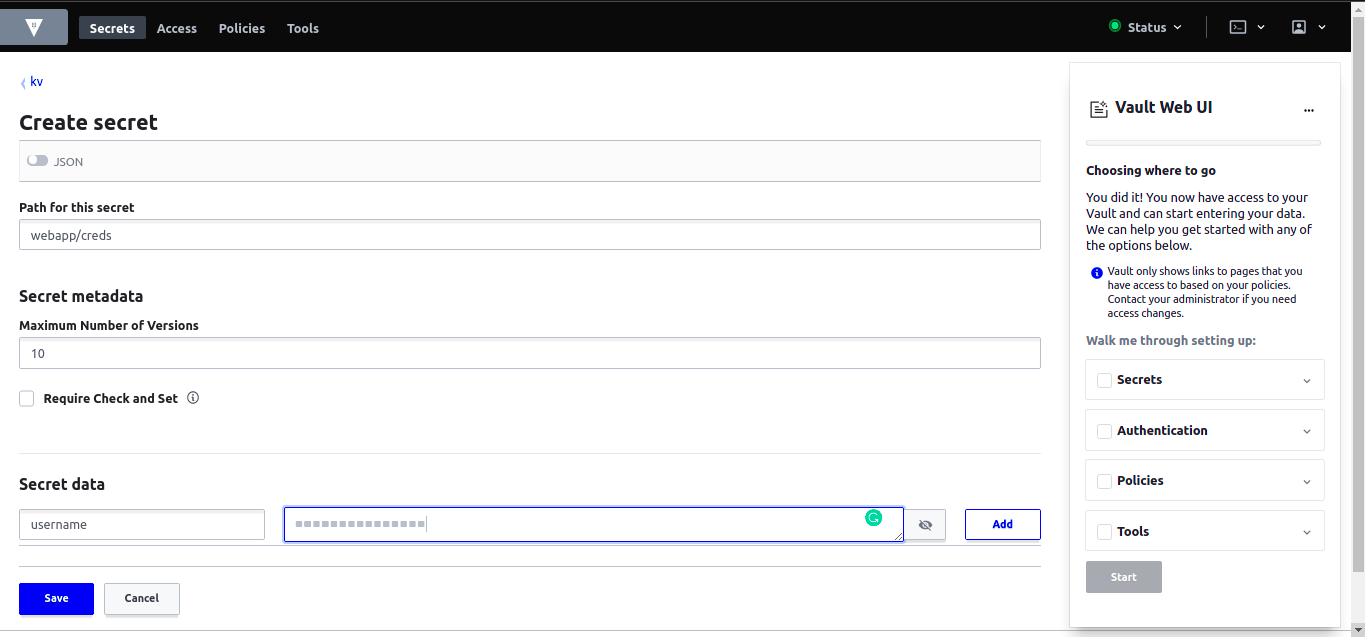 Secrets Access Policies Tools Status
kv
Create secret
JSON
Path for this secret
webapp/creds
Secret metadata
Maximum Number of Versions
10
Require Check and Set
Secret data
username
Add
Save Cancel
Vault Web UI
...
Choosing where to go
You did it! You now have access to your
Vault and can start entering your data.
We can help you get started with any of
the options below.
Vault only shows links to pages that you
have access to based on your policies.
Contact your administrator if you need
access changes.
Walk me through setting up:
Secrets
Authentication
Policies
Tools
Start